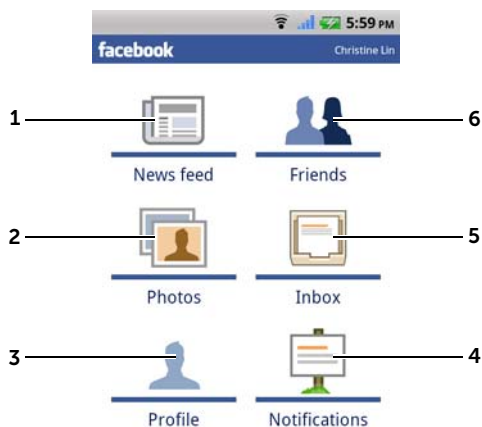 5:59 PM
facebook Christine Lin
1 6
News feed Friends
2 5
Photos Inbox
3 4
Profile Notifications